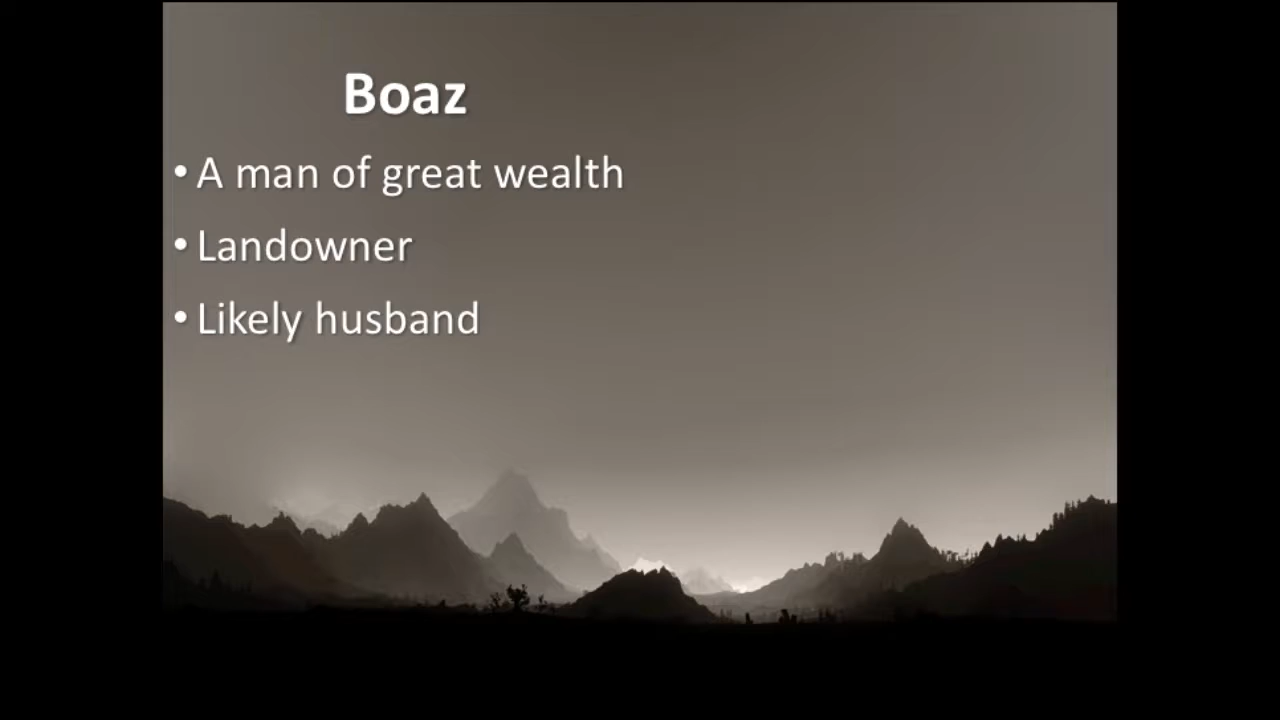 Boaz
• A man of great wealth
• Landowner
• Likely husband